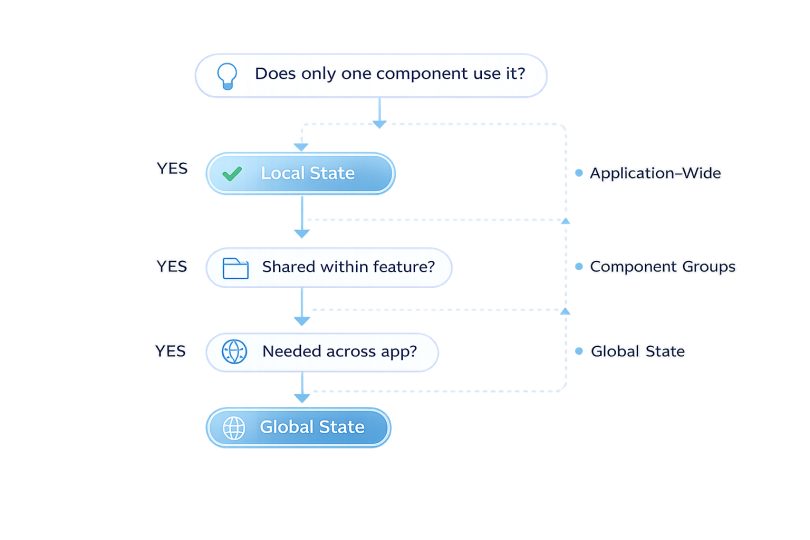 Does only one component use it?
YES
Local State
Application–Wide
YES
Shared within feature?
Component Groups
YES
Needed across app?
Global State
Global State